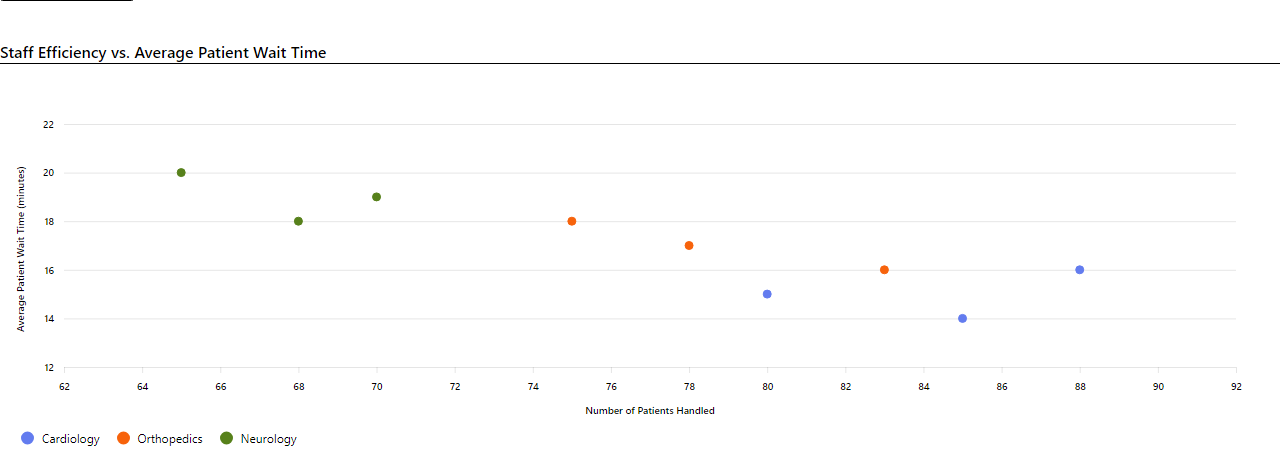 Staff Efficiency vs. Average Patient Wait Time
Average Patient Wait Time (minutes)
22
20
18
16
14
12
62 64 66 68 70 72 74 76 78 80 82 84 86 88 90 92
Number of Patients Handled
Cardiology Orthopedics Neurology